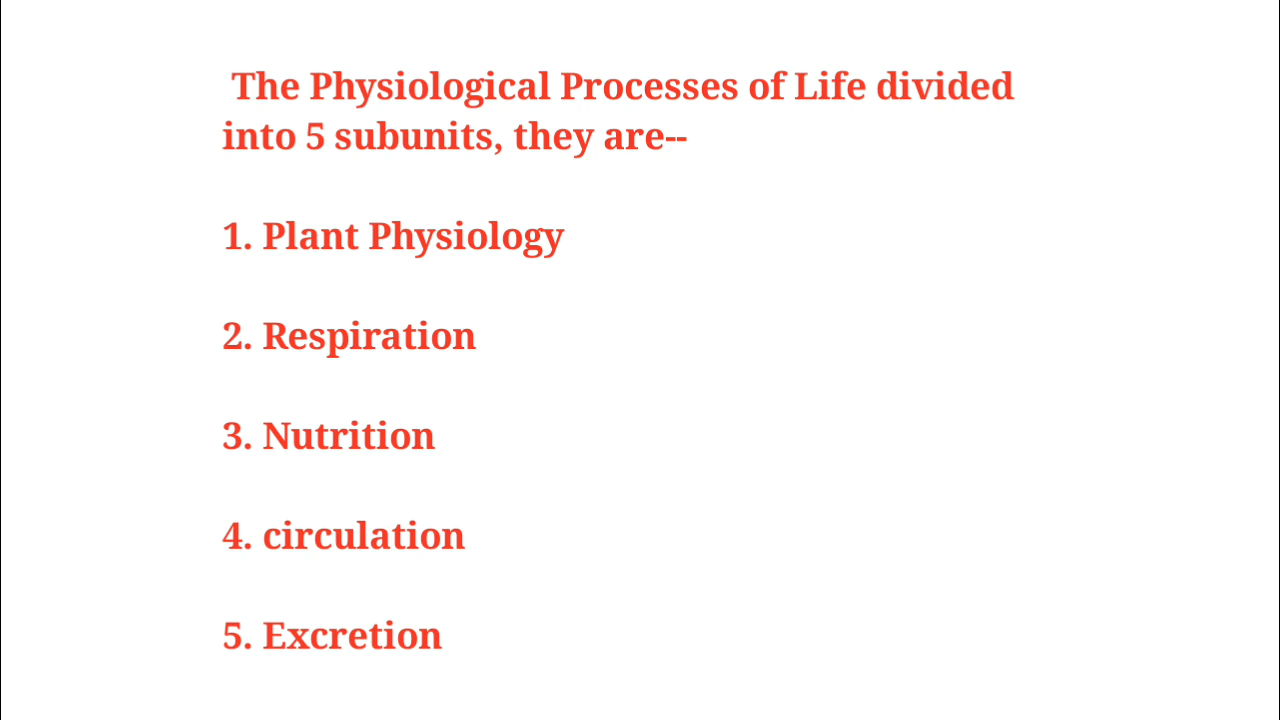 The Physiological Processes of Life divided
into 5 subunits, they are--
1. Plant Physiology
2. Respiration
3. Nutrition
4. circulation
5. Excretion